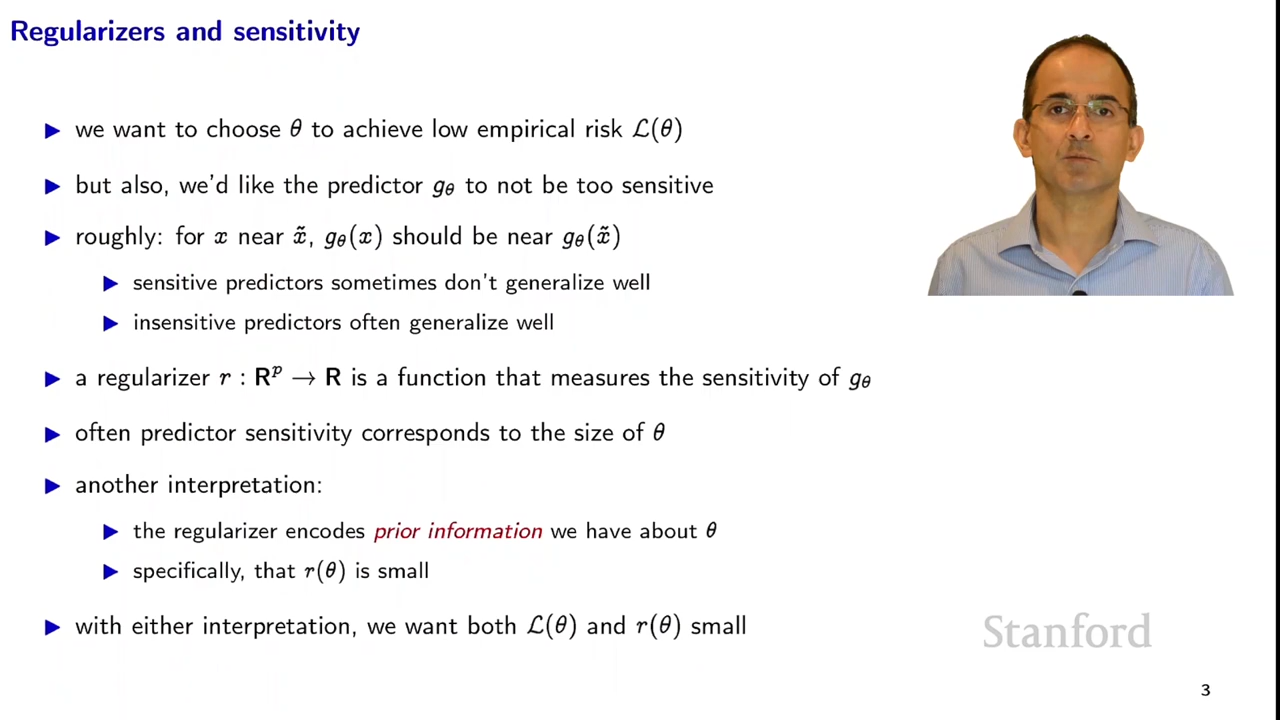 Regularizers and sensitivity
▶ we want to choose θ to achieve low empirical risk ℒ(θ)
▶ but also, we'd like the predictor g_θ to not be too sensitive
▶ roughly: for x near x̃, g_θ(x) should be near g_θ(x̃)
▶ sensitive predictors sometimes don't generalize well
▶ insensitive predictors often generalize well
▶ a regularizer r : R^p → R is a function that measures the sensitivity of g_θ
▶ often predictor sensitivity corresponds to the size of θ
▶ another interpretation:
▶ the regularizer encodes prior information we have about θ
▶ specifically, that r(θ) is small
▶ with either interpretation, we want both ℒ(θ) and r(θ) small
Stanford
3